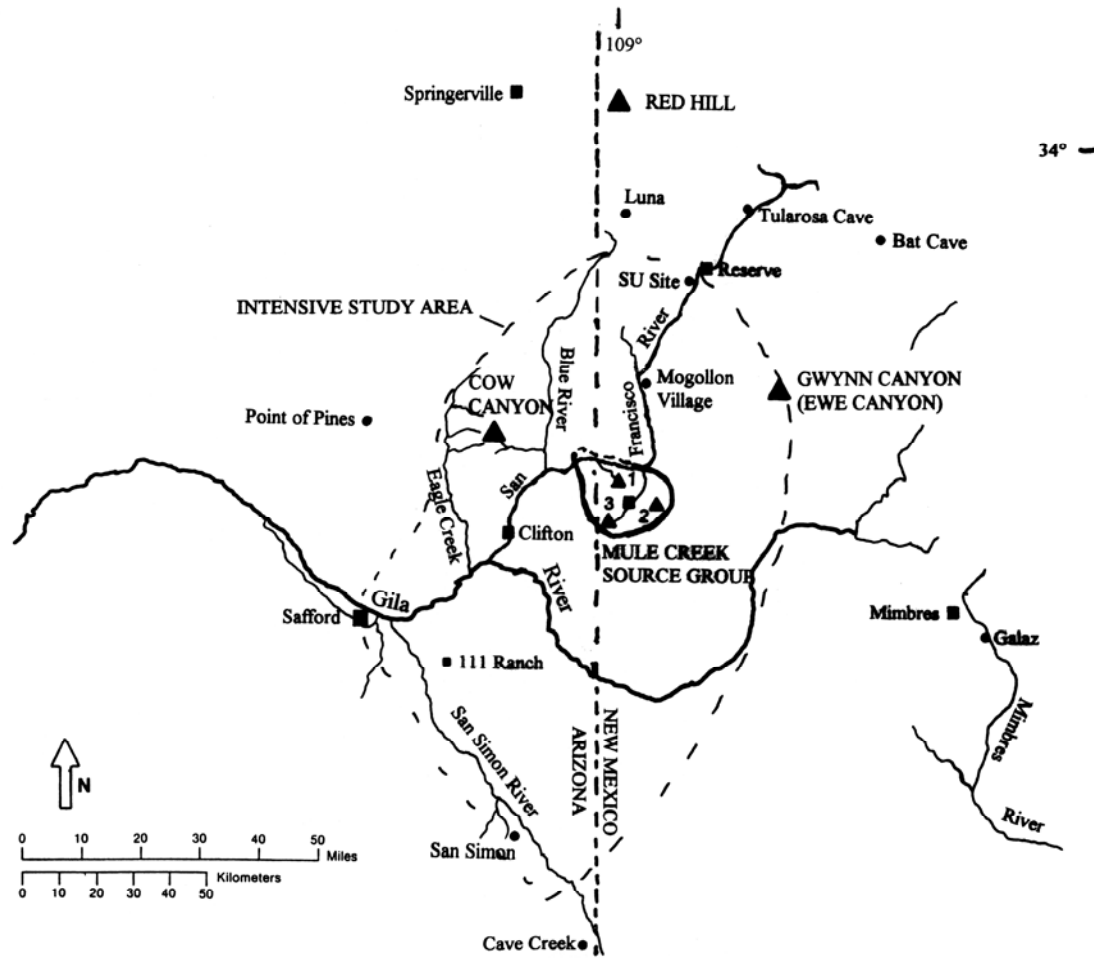 109°
Springerville
RED HILL
34°
Luna
Tularosa Cave
Bat Cave
Reserve
SU Site
INTENSIVE STUDY AREA
River
Blue River
COW
CANYON
Mogollon
Village
GWYNN CANYON
(EWE CANYON)
Francisco
Point of Pines
Eagle Creek
San
1
3
2
Clifton
MULE CREEK
SOURCE GROUP
River
Gila
Safford
Mimbres
Galaz
111 Ranch
San Simon River
ARIZONA
NEW MEXICO
Mimbres
River
N
San Simon
0 10 20 30 40 50
Miles
0 10 20 30 40 50
Kilometers
Cave Creek